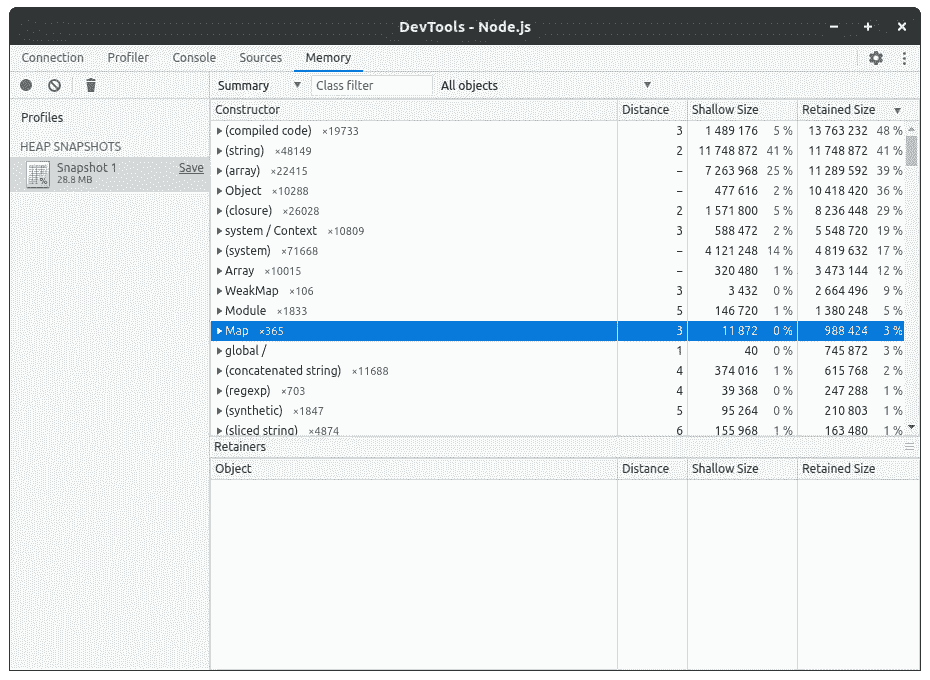 DevTools - Node.js
Connection Profiler Console Sources Memory
Summary Class filter All objects
Profiles
HEAP SNAPSHOTS
Snapshot 1 Save
28.8 MB
Constructor Distance Shallow Size Retained Size
(compiled code) ×19733 3 1 489 176 5 % 13 763 232 48 %
(string) ×48149 2 11 748 872 41 % 11 748 872 41 %
(array) ×22415 – 7 263 968 25 % 11 289 592 39 %
Object ×10288 – 477 616 2 % 10 418 420 36 %
(closure) ×26028 2 1 571 800 5 % 8 236 448 29 %
system / Context ×10809 3 588 472 2 % 5 548 720 19 %
(system) ×71668 – 4 121 248 14 % 4 819 632 17 %
Array ×10015 – 320 480 1 % 3 473 144 12 %
WeakMap ×106 3 3 432 0 % 2 664 496 9 %
Module ×1833 5 146 720 1 % 1 380 248 5 %
Map ×365 3 11 872 0 % 988 424 3 %
global / 1 40 0 % 745 872 3 %
(concatenated string) ×11688 4 374 016 1 % 615 768 2 %
(regexp) ×703 4 39 368 0 % 247 288 1 %
(synthetic) ×1847 5 95 264 0 % 210 803 1 %
(sliced string) ×4874 6 155 968 1 % 163 480 1 %
Retainers
Object Distance Shallow Size Retained Size